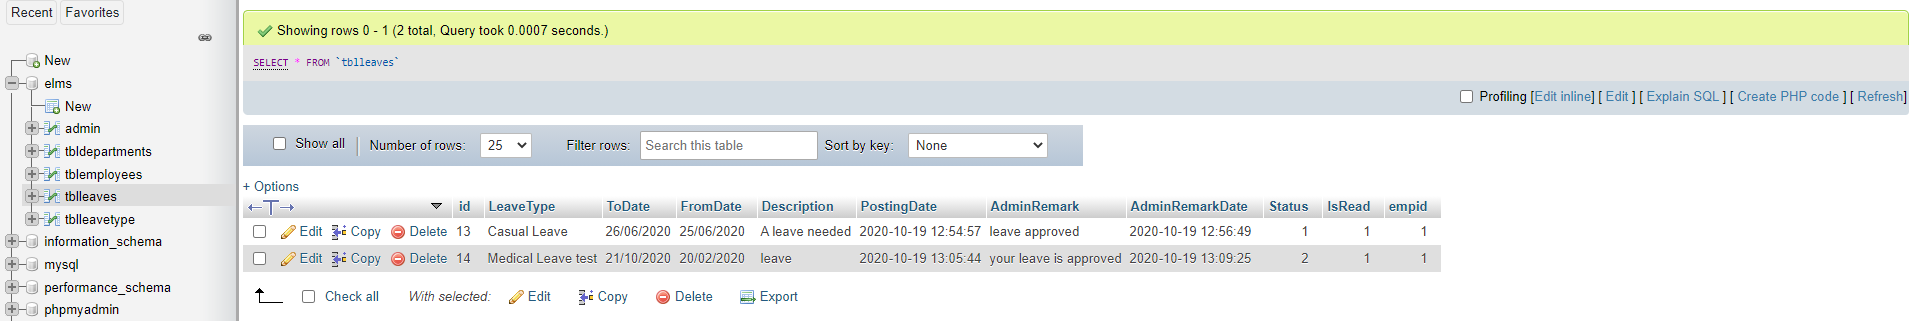 Recent Favorites
New
elms
New
admin
tbldepartments
tblemployees
tblleaves
tblleavetype
information_schema
mysql
performance_schema
phpmyadmin
Showing rows 0 - 1 (2 total, Query took 0.0007 seconds.)
SELECT * FROM `tblleaves`
Profiling [Edit inline] [ Edit ] [ Explain SQL ] [ Create PHP code ] [ Refresh]
Show all Number of rows: 25 Filter rows: Search this table Sort by key: None
+ Options
←T→ id LeaveType ToDate FromDate Description PostingDate AdminRemark AdminRemarkDate Status IsRead empid
Edit Copy Delete 13 Casual Leave 26/06/2020 25/06/2020 A leave needed 2020-10-19 12:54:57 leave approved 2020-10-19 12:56:49 1 1 1
Edit Copy Delete 14 Medical Leave test 21/10/2020 20/02/2020 leave 2020-10-19 13:05:44 your leave is approved 2020-10-19 13:09:25 2 1 1
Check all With selected: Edit Copy Delete Export